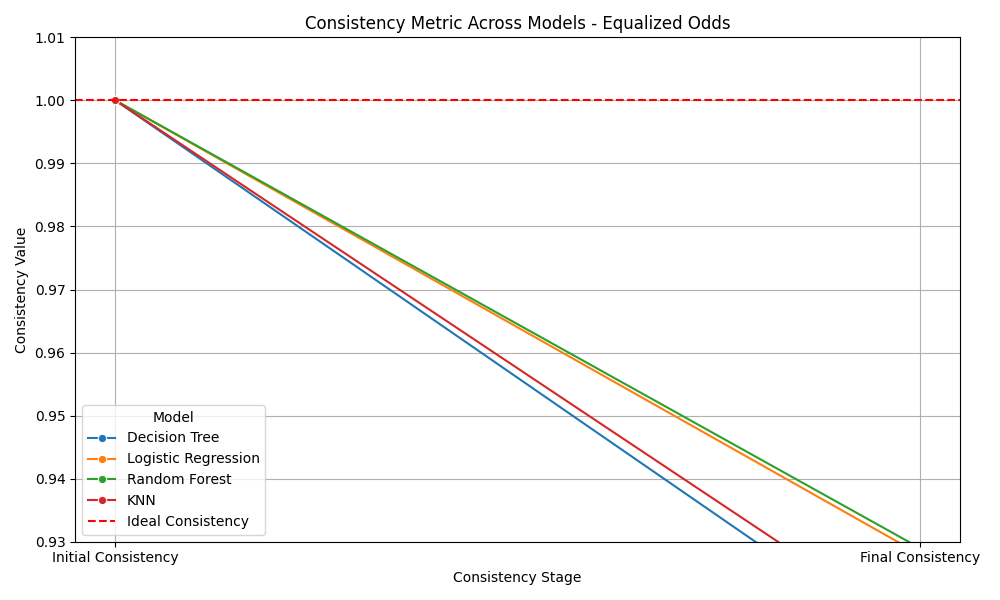 Consistency Metric Across Models - Equalized Odds
1.01
1.00
0.99
0.98
0.97
0.96
0.95
0.94
0.93
Consistency Value
Model
Decision Tree
Logistic Regression
Random Forest
KNN
Ideal Consistency
Initial Consistency
Final Consistency
Consistency Stage